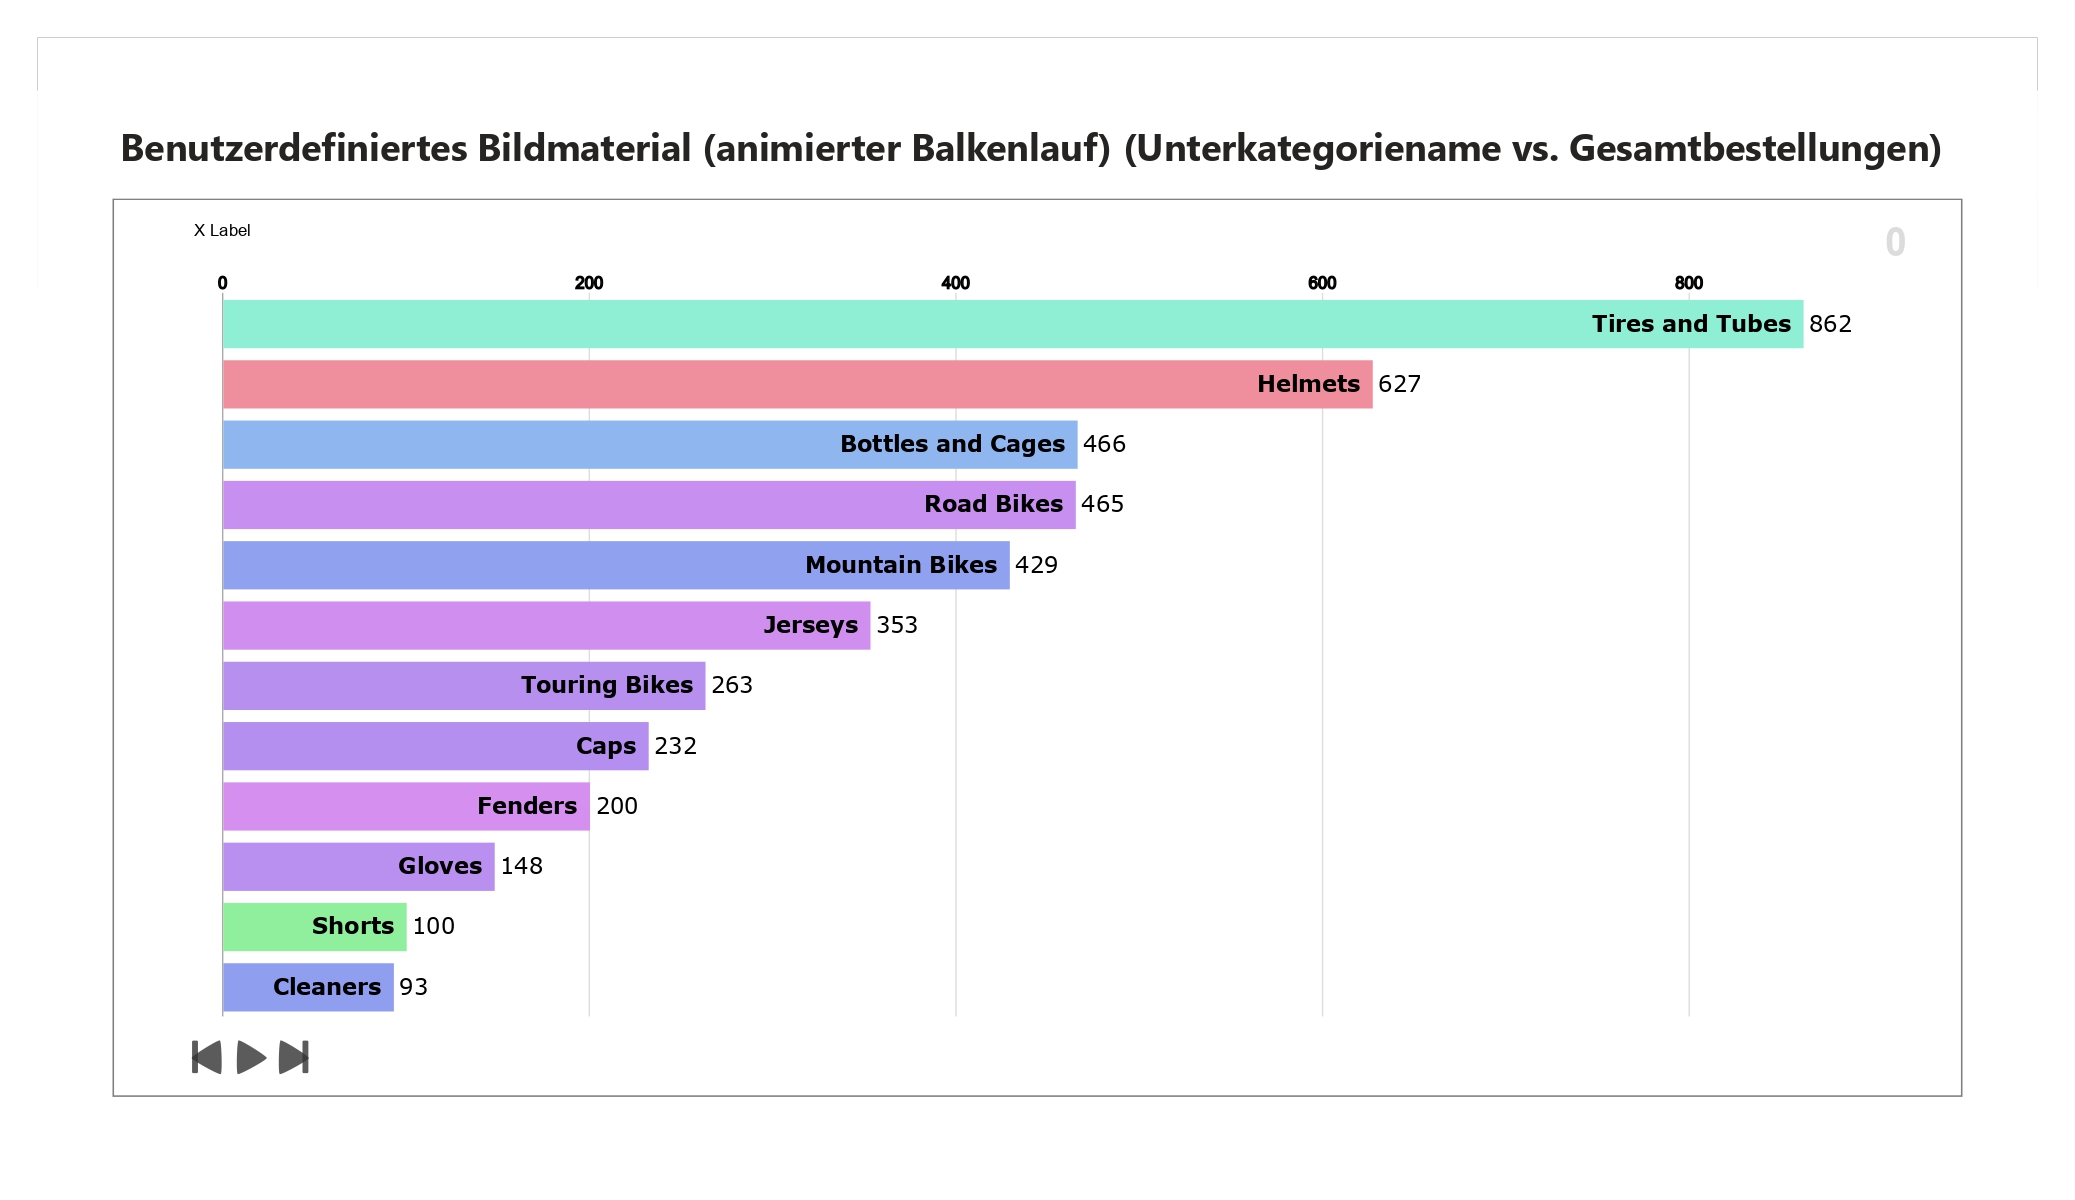 Benutzerdefiniertes Bildmaterial (animierter Balkenlauf) (Unterkategoriename vs. Gesamtbestellungen)
X Label
0
0 200 400 600 800
Tires and Tubes 862
Helmets 627
Bottles and Cages 466
Road Bikes 465
Mountain Bikes 429
Jerseys 353
Touring Bikes 263
Caps 232
Fenders 200
Gloves 148
Shorts 100
Cleaners 93